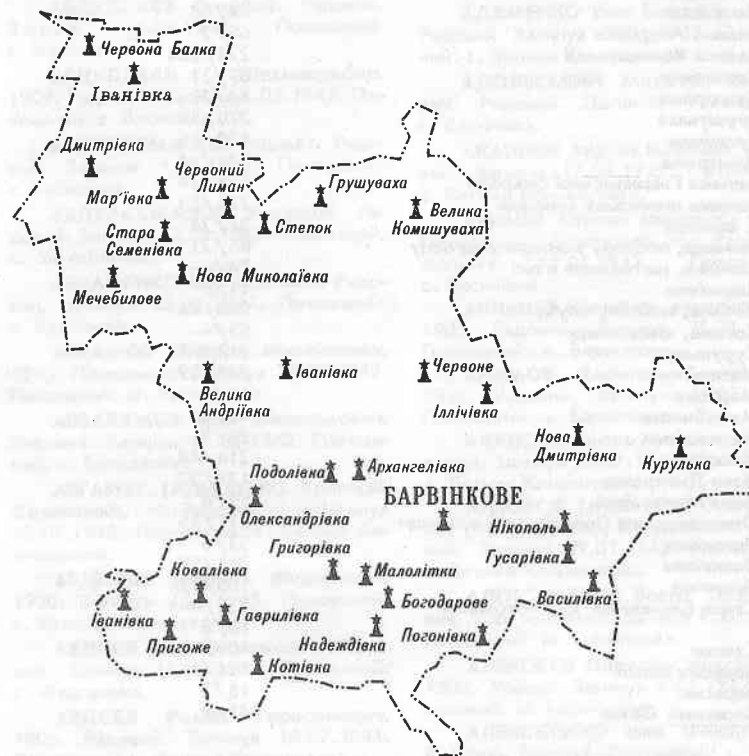 Червона Балка
Іванівка
Дмитрівка
Червоний
Лиман
Мар'ївка
Грушуваха
Велика
Комишуваха
Степок
Стара
Семенівка
Нова Миколаївка
Мечебилове
Іванівка
Червоне
Велика
Андріївка
Іллічівка
Нова
Дмитрівка
Курулька
Подолівка
Архангелівка
БАРВІНКОВЕ
Олександрівка
Нікополь
Григорівка
Гусарівка
Ковалівка
Малолітки
Василівка
Іванівка
Гаврилівка
Богодарове
Пригоже
Надеждівка
Погонівка
Котівка